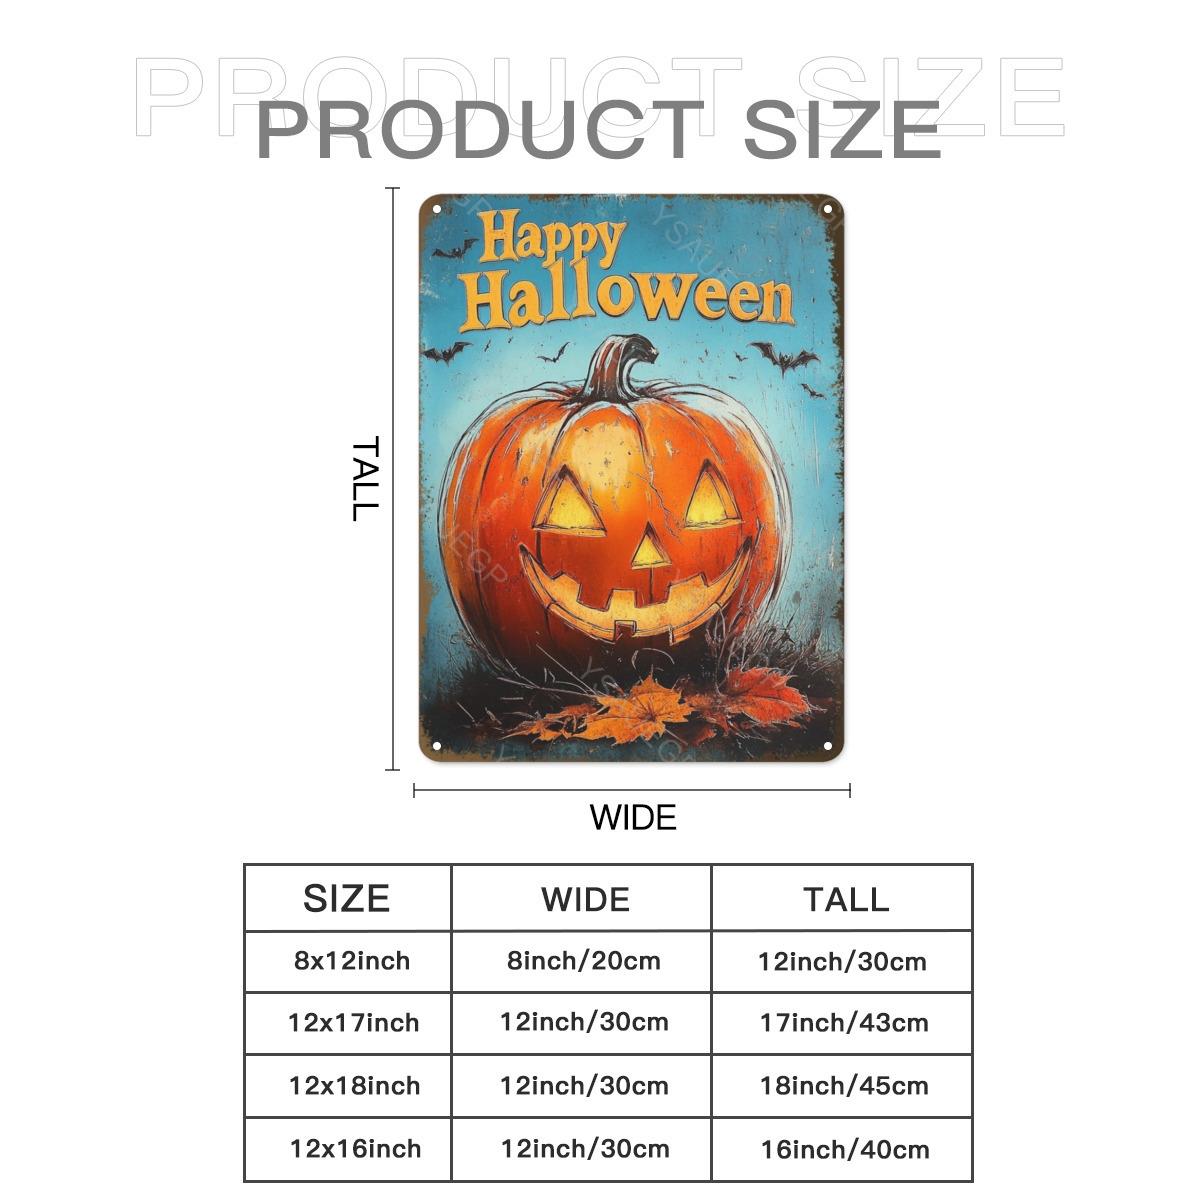 PRODUCT SIZE
PRODUCT SIZE
Happy
Halloween
TALL
WIDE
SIZE WIDE TALL
8x12inch 8inch/20cm 12inch/30cm
12x17inch 12inch/30cm 17inch/43cm
12x18inch 12inch/30cm 18inch/45cm
12x16inch 12inch/30cm 16inch/40cm